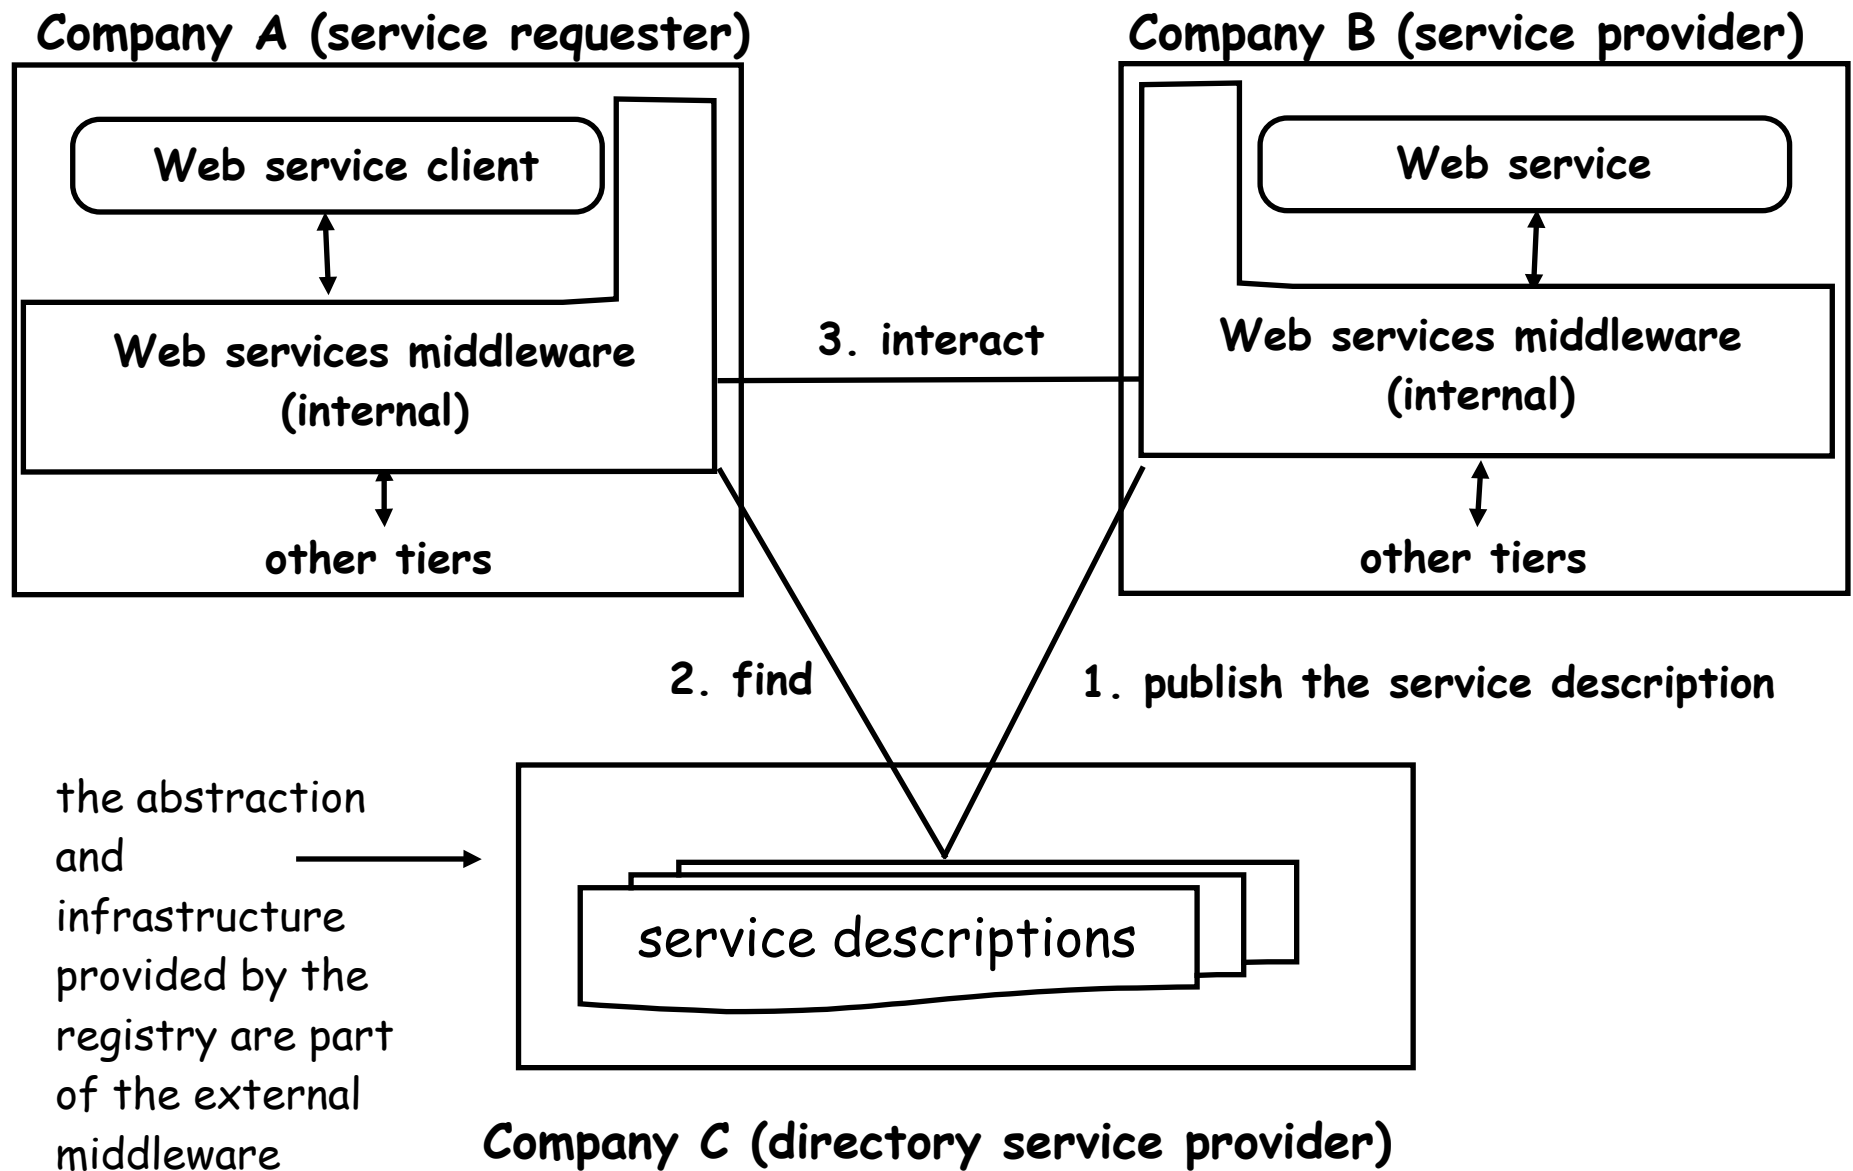 Company A (service requester)
Company B (service provider)
Web service client
Web service
Web services middleware
(internal)
3. interact
Web services middleware
(internal)
other tiers
other tiers
2. find
1. publish the service description
the abstraction
and
infrastructure
provided by the
registry are part
of the external
middleware
service descriptions
Company C (directory service provider)